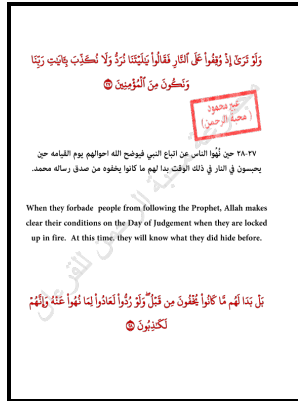 وَلَوْ تَرَىٰٓ إِذْ وُقِفُوا۟ عَلَى ٱلنَّارِ فَقَالُوا۟ يَـٰلَيْتَنَا نُرَدُّ وَلَا نُكَذِّبَ بِـَٔايَـٰتِ رَبِّنَا
وَنَكُونَ مِنَ ٱلْمُؤْمِنِينَ ٢٧
عبير محمود
(محبة الرحمن)
٢٧-٢٨ حين نُهُوا الناس عن اتباع النبي فيوضح الله احوالهم يوم القيامه حين
يحبسون في النار في ذلك الوقت بدا لهم ما كانوا يخفوه من صدق رساله محمد.
When they forbade people from following the Prophet, Allah makes
clear their conditions on the Day of Judgement when they are locked
up in fire. At this time, they will know what they did hide before.
بَلْ بَدَا لَهُم مَّا كَانُوا۟ يُخْفُونَ مِن قَبْلُ ۖ وَلَوْ رُدُّوا۟ لَعَادُوا۟ لِمَا نُهُوا۟ عَنْهُ وَإِنَّهُمْ
لَكَـٰذِبُونَ ٢٨